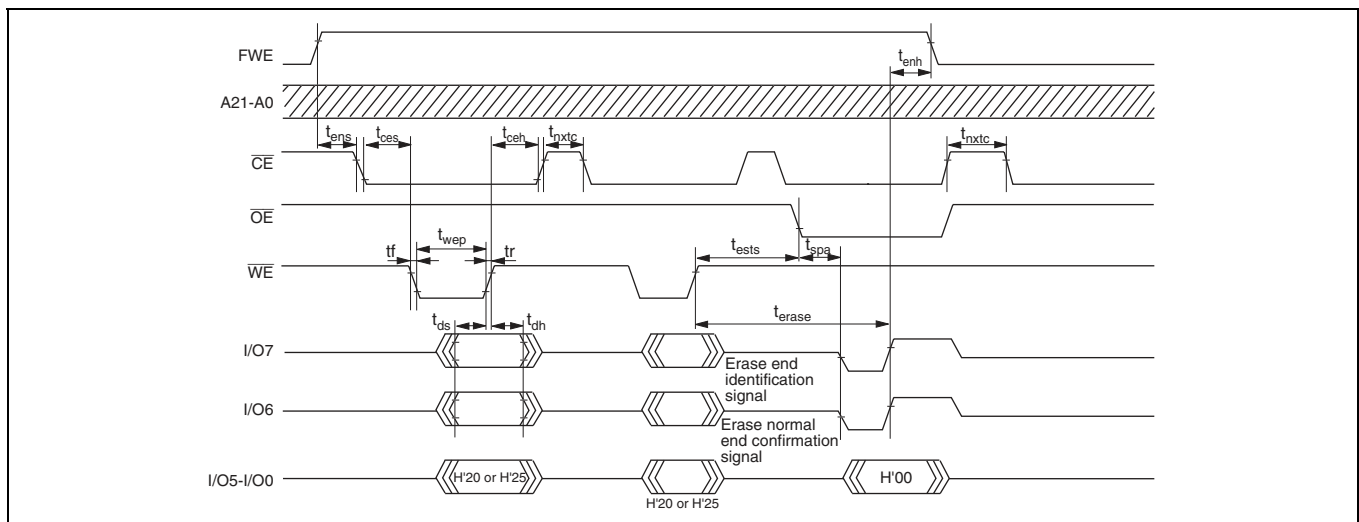 FWE
t_enh
A21-A0
t_ens t_ces t_ceh t_nxtc t_nxtc
CE
OE
t_wep t_ests t_spa
tf tr
WE
t_erase
t_ds t_dh
I/O7
Erase end
identification
signal
I/O6
Erase normal
end confirmation
signal
I/O5-I/O0 H'20 or H'25 H'00
H'20 or H'25